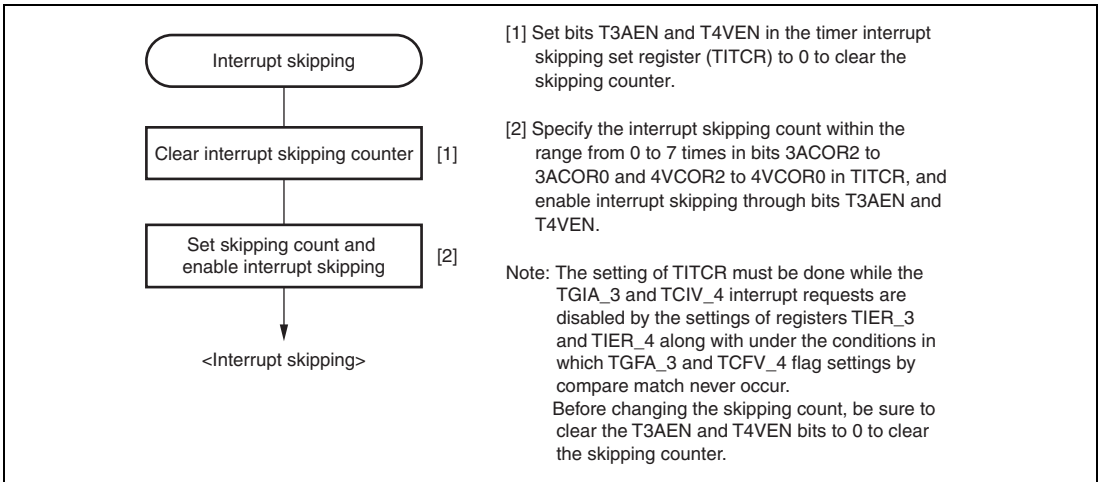 Interrupt skipping
Clear interrupt skipping counter [1]
Set skipping count and
enable interrupt skipping [2]
<Interrupt skipping>
[1] Set bits T3AEN and T4VEN in the timer interrupt
skipping set register (TITCR) to 0 to clear the
skipping counter.
[2] Specify the interrupt skipping count within the
range from 0 to 7 times in bits 3ACOR2 to
3ACOR0 and 4VCOR2 to 4VCOR0 in TITCR, and
enable interrupt skipping through bits T3AEN and
T4VEN.
Note: The setting of TITCR must be done while the
TGIA_3 and TCIV_4 interrupt requests are
disabled by the settings of registers TIER_3
and TIER_4 along with under the conditions in
which TGFA_3 and TCFV_4 flag settings by
compare match never occur.
Before changing the skipping count, be sure to
clear the T3AEN and T4VEN bits to 0 to clear
the skipping counter.